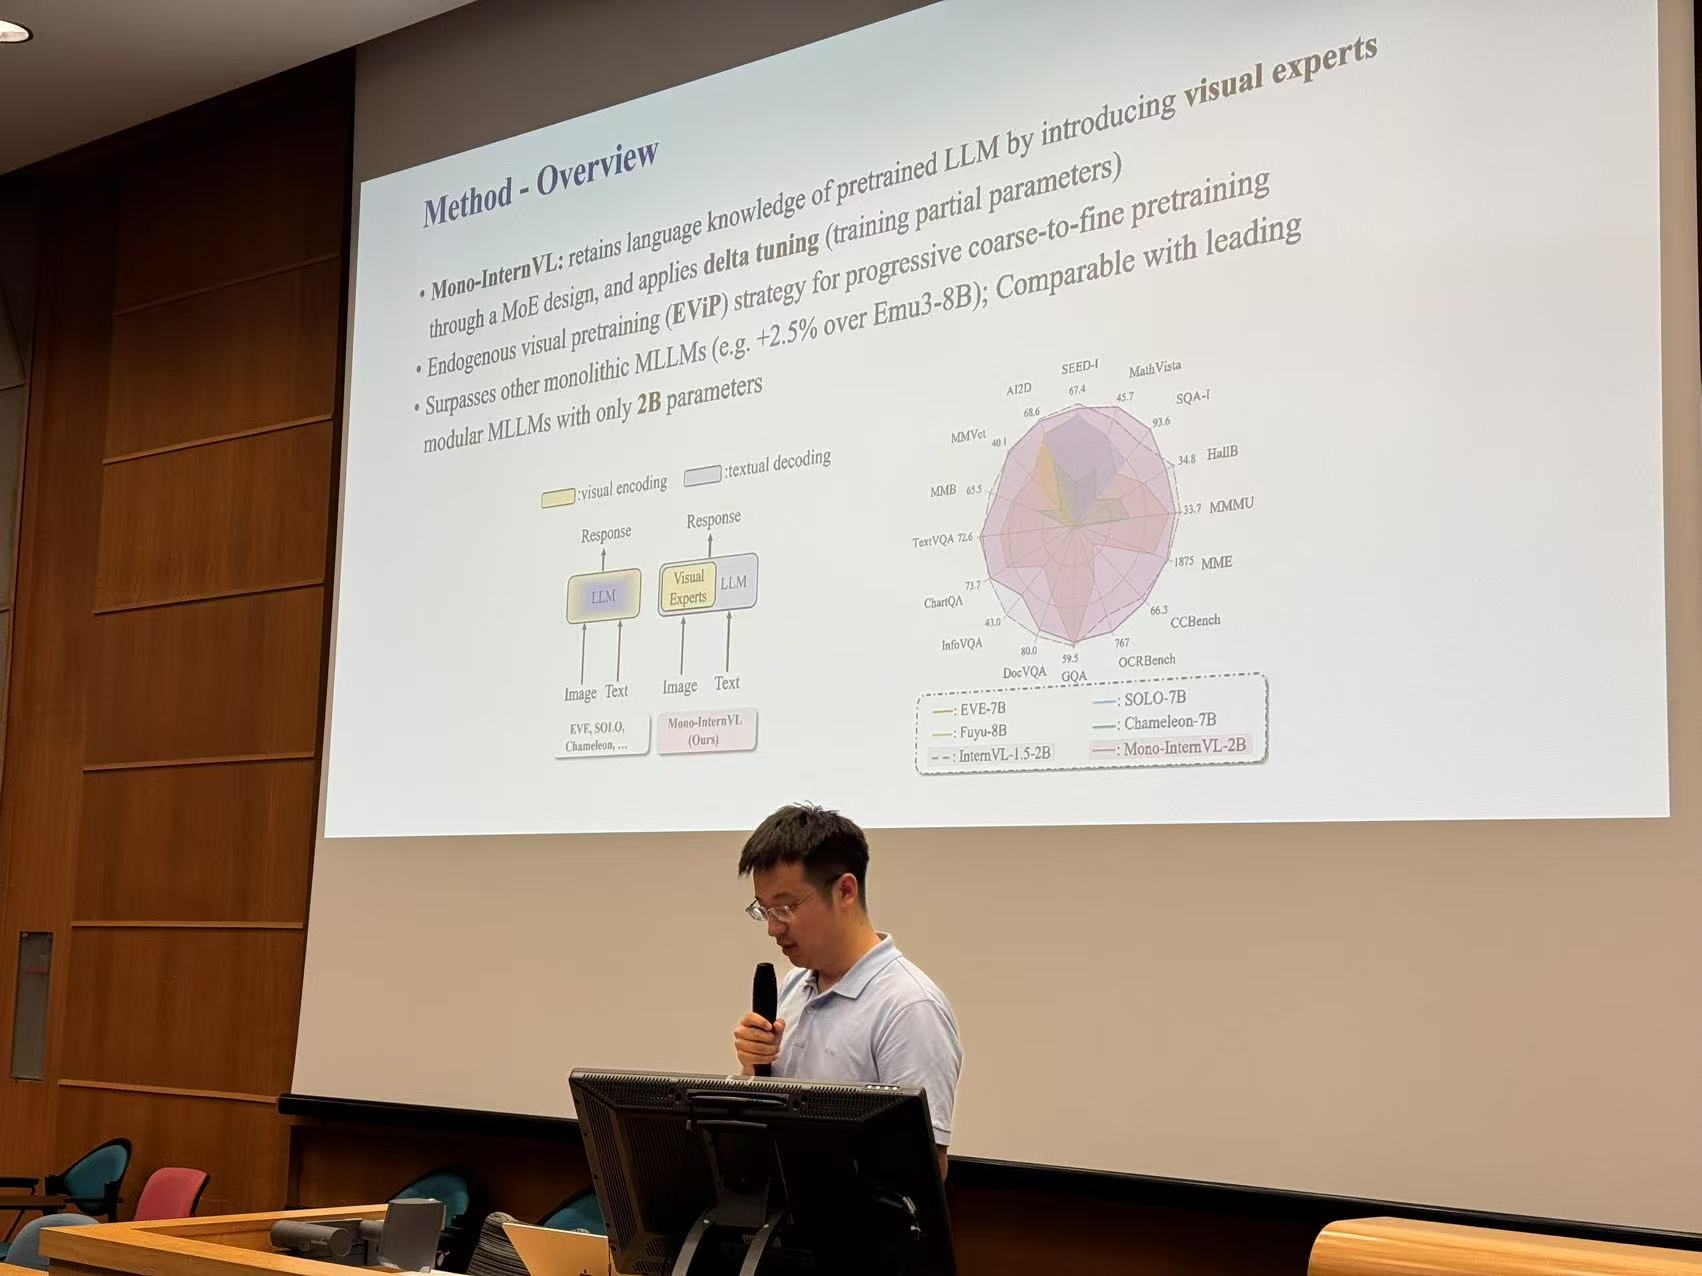 Method - Overview
• Mono-InternVL: retains language knowledge of pretrained LLM by introducing visual experts
through a MoE design, and applies delta tuning (training partial parameters)
• Endogenous visual pretraining (EViP) strategy for progressive coarse-to-fine pretraining
• Surpasses other monolithic MLLMs (e.g. +2.5% over Emu3-8B); Comparable with leading
modular MLLMs with only 2B parameters
:visual encoding
:textual decoding
Response
Response
LLM
Visual
Experts
LLM
Image
Text
Image
Text
EVE, SOLO,
Chameleon, ...
Mono-InternVL
(Ours)
SEED-I
67.4
MathVista
45.7
SQA-I
93.6
HallB
34.8
MMMU
33.7
MME
1875
CCBench
66.3
OCRBench
767
GQA
59.5
DocVQA
80.0
InfoVQA
43.0
ChartQA
73.7
TextVQA 72.6
MMB 65.5
MMVet 40.1
AI2D
68.6
: EVE-7B
: SOLO-7B
: Fuyu-8B
: Chameleon-7B
: InternVL-1.5-2B
: Mono-InternVL-2B